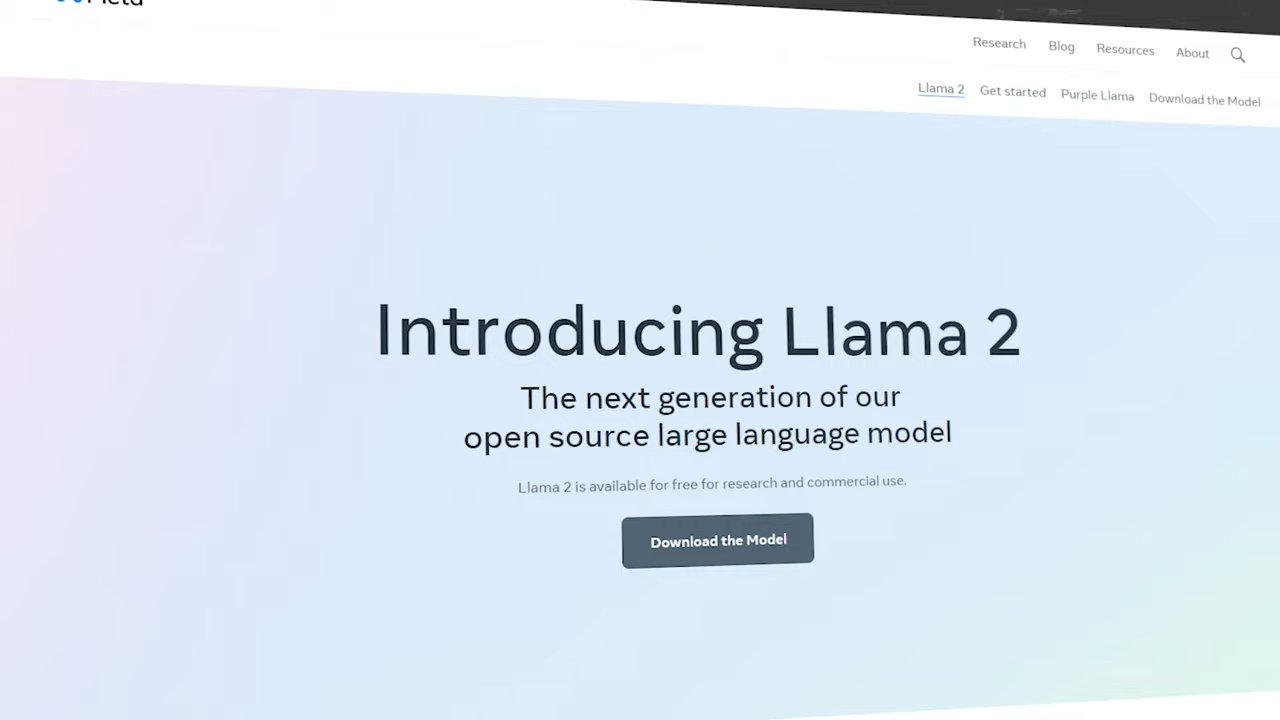 Meta
Research Blog Resources About
Llama 2 Get started Purple Llama Download the Model
Introducing Llama 2
The next generation of our
open source large language model
Llama 2 is available for free for research and commercial use.
Download the Model